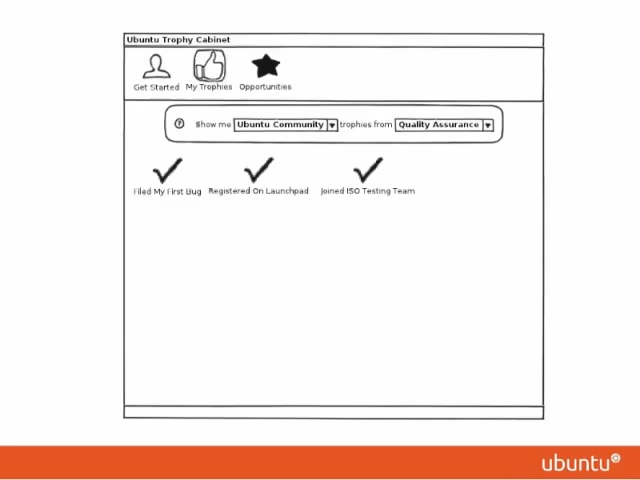 Ubuntu Trophy Cabinet
Get Started My Trophies Opportunities
? Show me Ubuntu Community trophies from Quality Assurance
Filed My First Bug Registered On Launchpad Joined ISO Testing Team
ubuntu